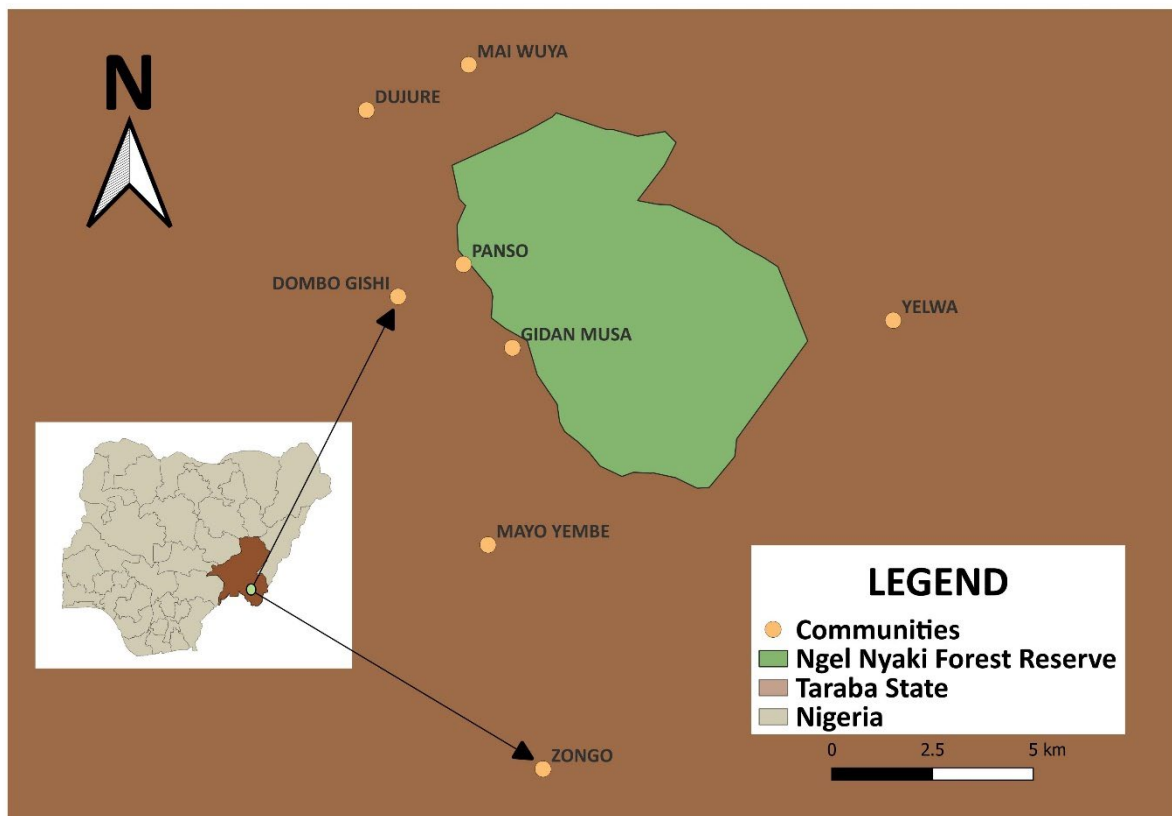 MAI WUYA
N
DUJURE
PANSO
DOMBO GISHI
YELWA
GIDAN MUSA
MAYO YEMBE
LEGEND
Communities
Ngel Nyaki Forest Reserve
Taraba State
Nigeria
0 2.5 5 km
ZONGO